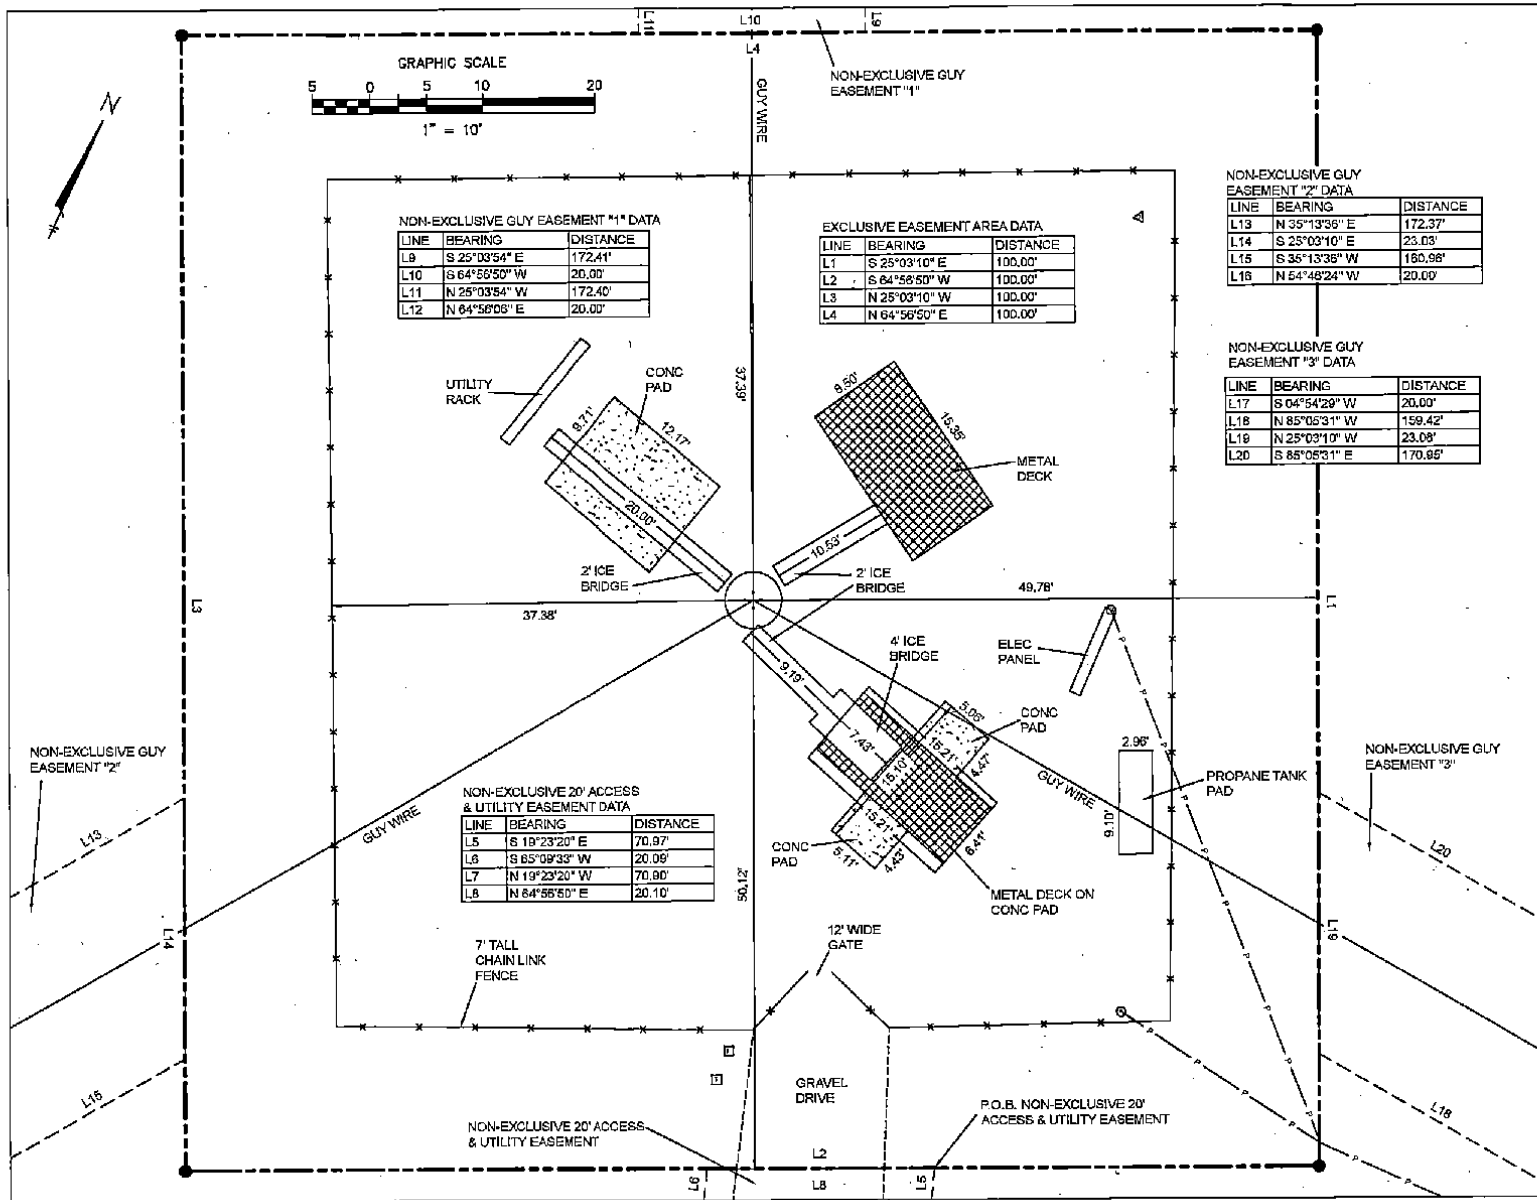 L11
L10
L9
L4
GRAPHIC SCALE
5 0 5 10 20
1" = 10'
N
GUY WIRE
NON-EXCLUSIVE GUY
EASEMENT "1"
NON-EXCLUSIVE GUY EASEMENT "1" DATA
LINE BEARING DISTANCE
L9 S 25°03'54" E 172.41'
L10 S 64°56'50" W 20.00'
L11 N 25°03'54" W 172.40'
L12 N 64°56'06" E 20.00'
EXCLUSIVE EASEMENT AREA DATA
LINE BEARING DISTANCE
L1 S 25°03'10" E 100.00'
L2 S 64°56'50" W 100.00'
L3 N 25°03'10" W 100.00'
L4 N 64°56'50" E 100.00'
NON-EXCLUSIVE GUY
EASEMENT "2" DATA
LINE BEARING DISTANCE
L13 N 35°13'36" E 172.37'
L14 S 25°03'10" E 23.03'
L15 S 35°13'36" W 160.96'
L16 N 54°46'24" W 20.00'
NON-EXCLUSIVE GUY
EASEMENT "3" DATA
LINE BEARING DISTANCE
L17 S 04°54'29" W 20.00'
L18 N 85°05'31" W 159.42'
L19 N 25°03'10" W 23.08'
L20 S 85°05'31" E 170.95'
UTILITY
RACK
CONC
PAD
9.71'
12.17'
20.00'
37.39'
8.50'
15.35'
METAL
DECK
10.53'
2' ICE
BRIDGE
2' ICE
BRIDGE
37.38'
49.78'
L3
L1
9.19'
4' ICE
BRIDGE
ELEC
PANEL
7.43'
5.06'
CONC
PAD
15.21'
15.10'
4.47'
2.96'
PROPANE TANK
PAD
9.10'
NON-EXCLUSIVE GUY
EASEMENT "2"
NON-EXCLUSIVE GUY
EASEMENT "3"
GUY WIRE
GUY WIRE
L13
L20
NON-EXCLUSIVE 20' ACCESS
& UTILITY EASEMENT DATA
LINE BEARING DISTANCE
L5 S 19°23'20" E 70.97'
L6 S 65°09'33" W 20.09'
L7 N 19°23'20" W 70.90'
L8 N 64°56'50" E 20.10'
CONC
PAD
15.21'
5.11'
4.43'
6.41'
50.12'
METAL DECK ON
CONC PAD
L14
L19
7' TALL
CHAIN LINK
FENCE
12' WIDE
GATE
P P P P P P P P P P P P
L15
L18
GRAVEL
DRIVE
P.O.B. NON-EXCLUSIVE 20'
ACCESS & UTILITY EASEMENT
NON-EXCLUSIVE 20' ACCESS
& UTILITY EASEMENT
L2
L8
L5